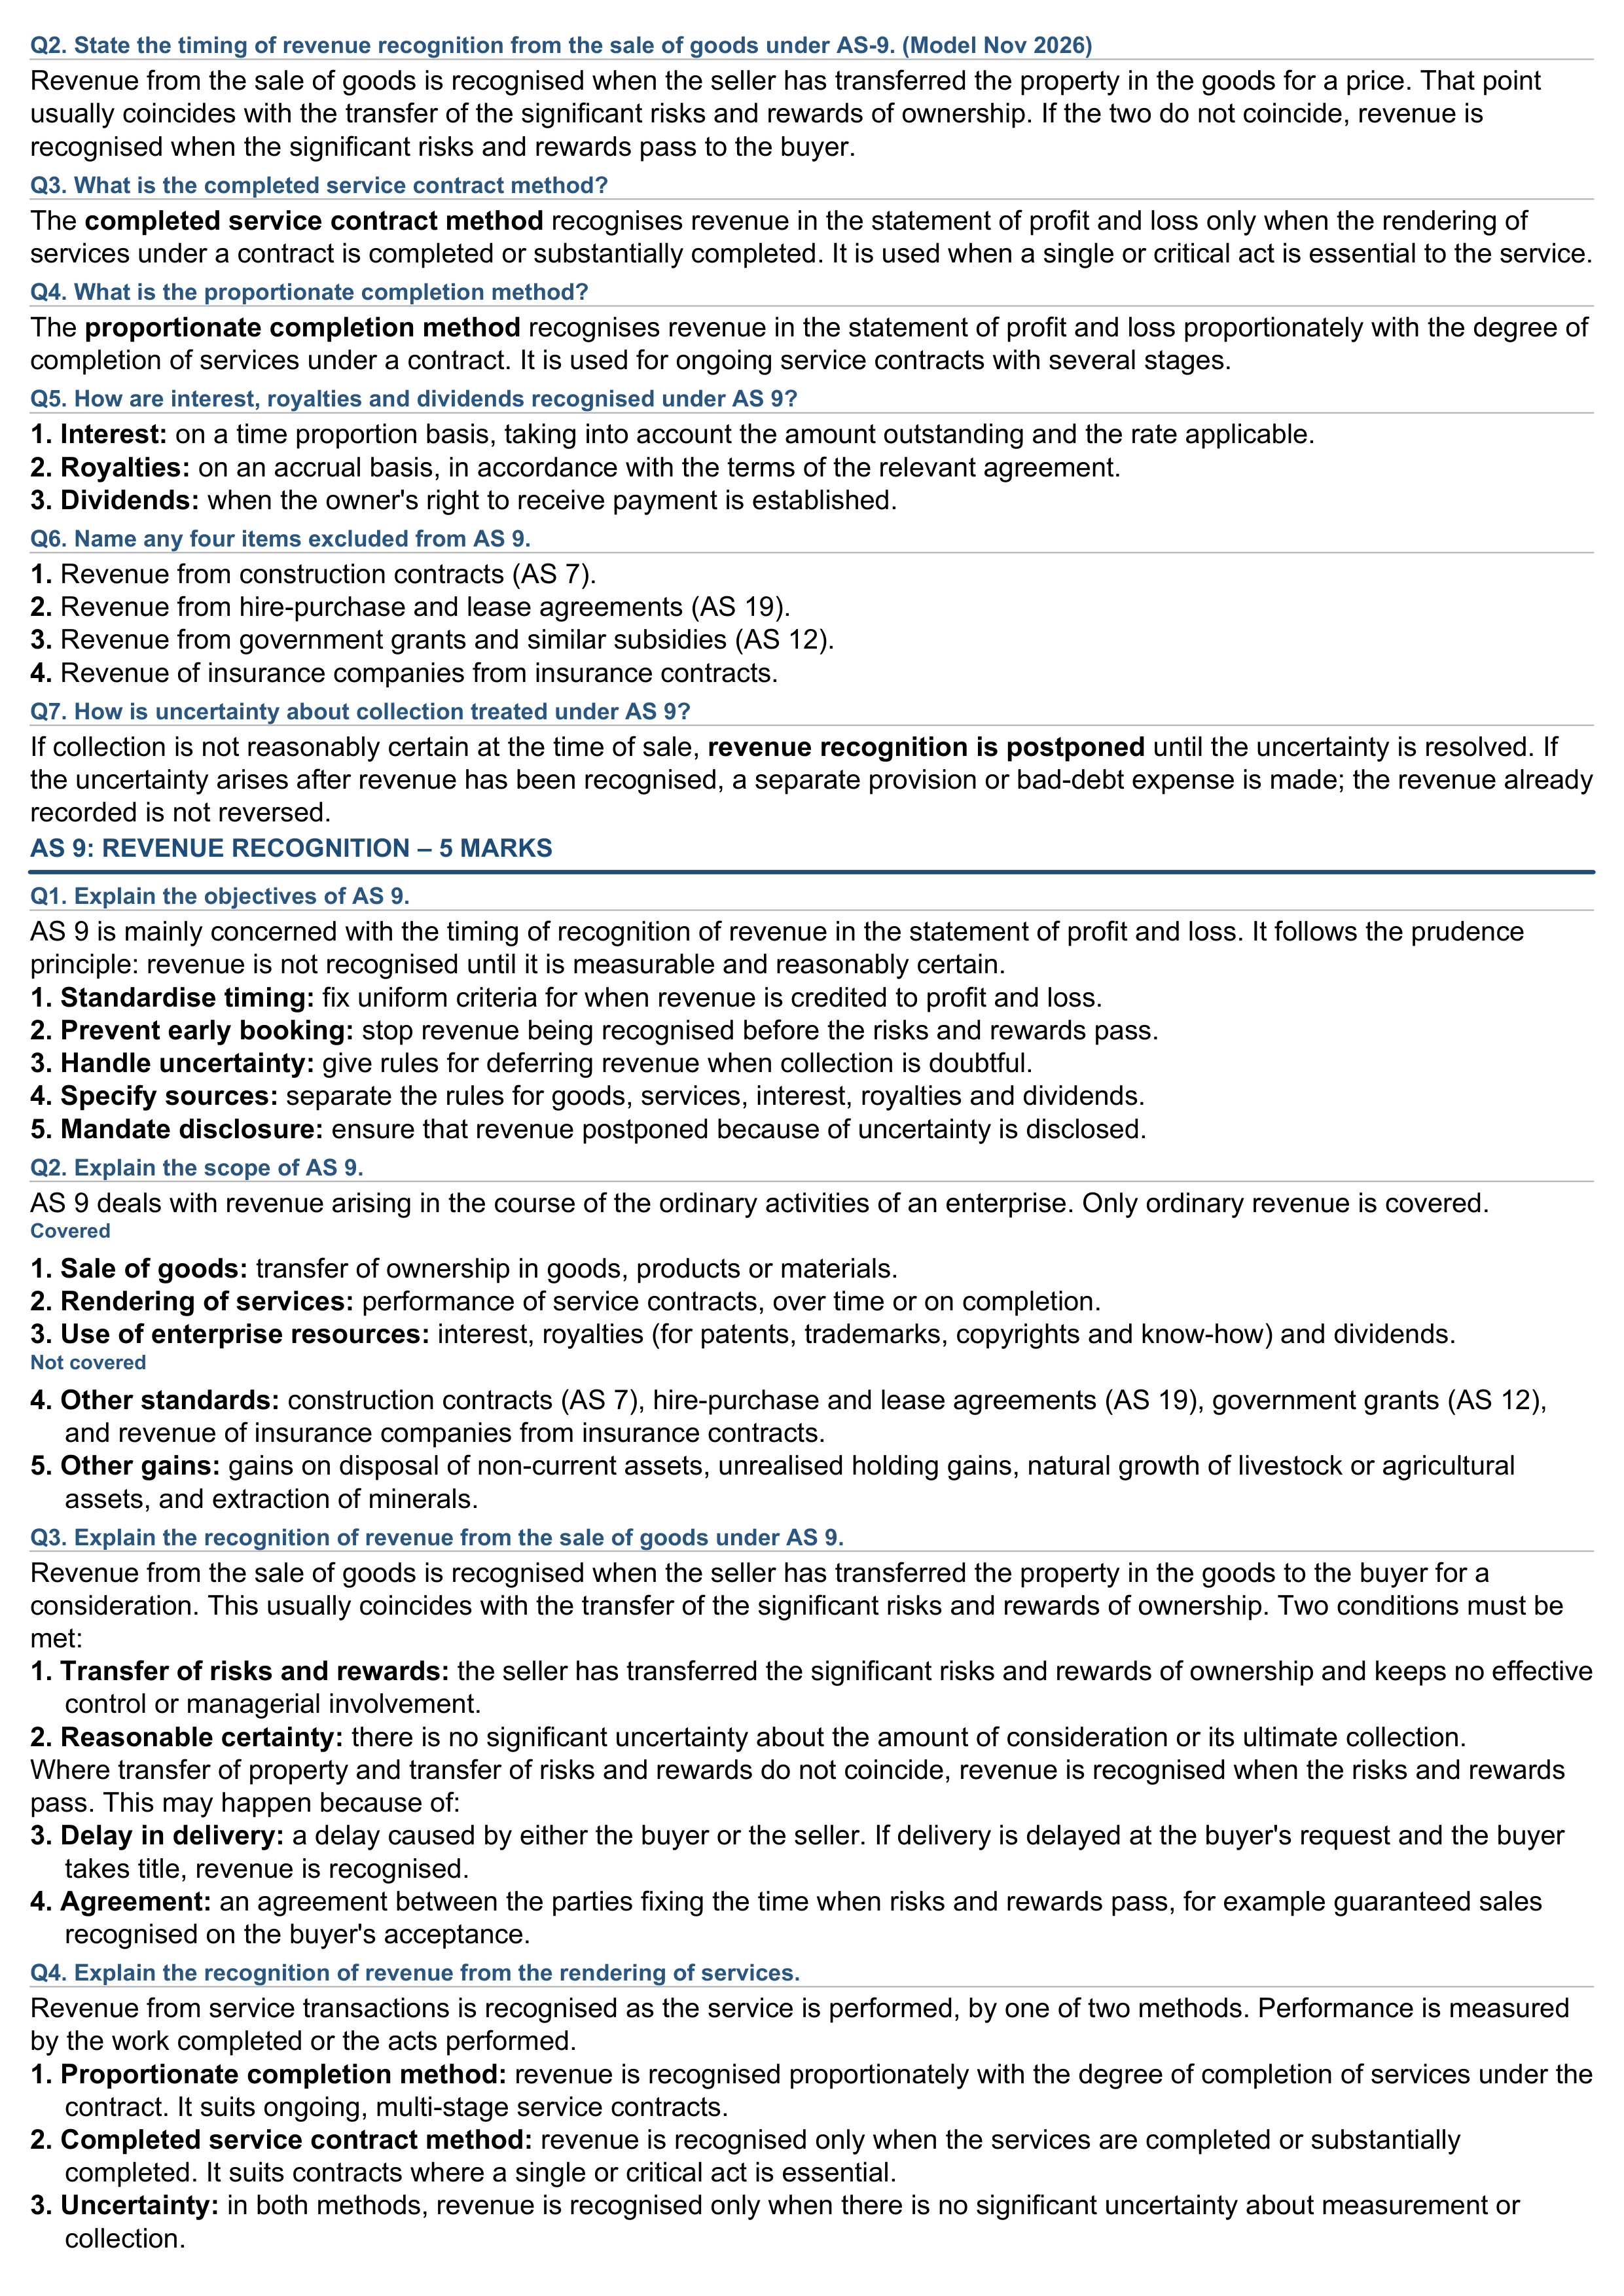 Q2. State the timing of revenue recognition from the sale of goods under AS-9. (Model Nov 2026)
Revenue from the sale of goods is recognised when the seller has transferred the property in the goods for a price. That point
usually coincides with the transfer of the significant risks and rewards of ownership. If the two do not coincide, revenue is
recognised when the significant risks and rewards pass to the buyer.
Q3. What is the completed service contract method?
The completed service contract method recognises revenue in the statement of profit and loss only when the rendering of
services under a contract is completed or substantially completed. It is used when a single or critical act is essential to the service.
Q4. What is the proportionate completion method?
The proportionate completion method recognises revenue in the statement of profit and loss proportionately with the degree of
completion of services under a contract. It is used for ongoing service contracts with several stages.
Q5. How are interest, royalties and dividends recognised under AS 9?
1. Interest: on a time proportion basis, taking into account the amount outstanding and the rate applicable.
2. Royalties: on an accrual basis, in accordance with the terms of the relevant agreement.
3. Dividends: when the owner's right to receive payment is established.
Q6. Name any four items excluded from AS 9.
1. Revenue from construction contracts (AS 7).
2. Revenue from hire-purchase and lease agreements (AS 19).
3. Revenue from government grants and similar subsidies (AS 12).
4. Revenue of insurance companies from insurance contracts.
Q7. How is uncertainty about collection treated under AS 9?
If collection is not reasonably certain at the time of sale, revenue recognition is postponed until the uncertainty is resolved. If
the uncertainty arises after revenue has been recognised, a separate provision or bad-debt expense is made; the revenue already
recorded is not reversed.
AS 9: REVENUE RECOGNITION – 5 MARKS
Q1. Explain the objectives of AS 9.
AS 9 is mainly concerned with the timing of recognition of revenue in the statement of profit and loss. It follows the prudence
principle: revenue is not recognised until it is measurable and reasonably certain.
1. Standardise timing: fix uniform criteria for when revenue is credited to profit and loss.
2. Prevent early booking: stop revenue being recognised before the risks and rewards pass.
3. Handle uncertainty: give rules for deferring revenue when collection is doubtful.
4. Specify sources: separate the rules for goods, services, interest, royalties and dividends.
5. Mandate disclosure: ensure that revenue postponed because of uncertainty is disclosed.
Q2. Explain the scope of AS 9.
AS 9 deals with revenue arising in the course of the ordinary activities of an enterprise. Only ordinary revenue is covered.
Covered
1. Sale of goods: transfer of ownership in goods, products or materials.
2. Rendering of services: performance of service contracts, over time or on completion.
3. Use of enterprise resources: interest, royalties (for patents, trademarks, copyrights and know-how) and dividends.
Not covered
4. Other standards: construction contracts (AS 7), hire-purchase and lease agreements (AS 19), government grants (AS 12),
and revenue of insurance companies from insurance contracts.
5. Other gains: gains on disposal of non-current assets, unrealised holding gains, natural growth of livestock or agricultural
assets, and extraction of minerals.
Q3. Explain the recognition of revenue from the sale of goods under AS 9.
Revenue from the sale of goods is recognised when the seller has transferred the property in the goods to the buyer for a
consideration. This usually coincides with the transfer of the significant risks and rewards of ownership. Two conditions must be
met:
1. Transfer of risks and rewards: the seller has transferred the significant risks and rewards of ownership and keeps no effective
control or managerial involvement.
2. Reasonable certainty: there is no significant uncertainty about the amount of consideration or its ultimate collection.
Where transfer of property and transfer of risks and rewards do not coincide, revenue is recognised when the risks and rewards
pass. This may happen because of:
3. Delay in delivery: a delay caused by either the buyer or the seller. If delivery is delayed at the buyer's request and the buyer
takes title, revenue is recognised.
4. Agreement: an agreement between the parties fixing the time when risks and rewards pass, for example guaranteed sales
recognised on the buyer's acceptance.
Q4. Explain the recognition of revenue from the rendering of services.
Revenue from service transactions is recognised as the service is performed, by one of two methods. Performance is measured
by the work completed or the acts performed.
1. Proportionate completion method: revenue is recognised proportionately with the degree of completion of services under the
contract. It suits ongoing, multi-stage service contracts.
2. Completed service contract method: revenue is recognised only when the services are completed or substantially
completed. It suits contracts where a single or critical act is essential.
3. Uncertainty: in both methods, revenue is recognised only when there is no significant uncertainty about measurement or
collection.